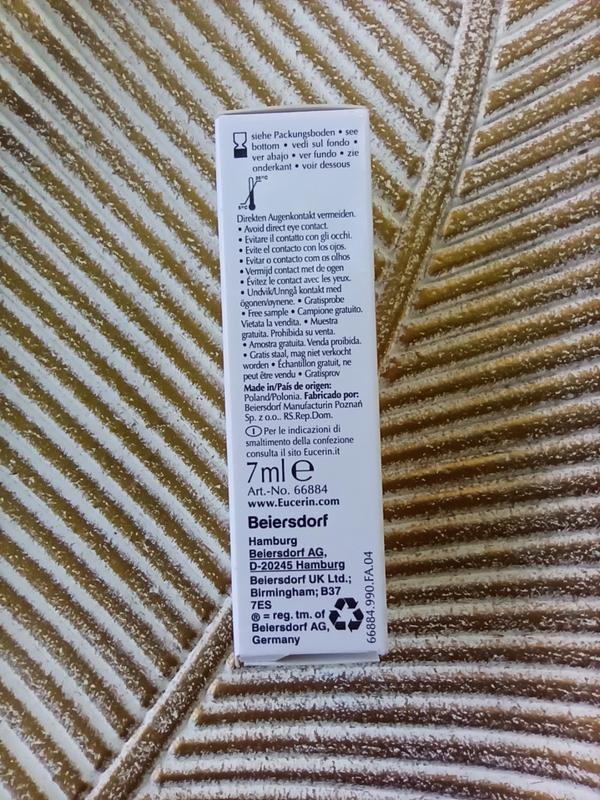 siehe Packungsboden • see
bottom • vedi sul fondo •
ver abajo • ver fundo • zie
onderkant • voir dessous
5°C
Direkten Augenkontakt vermeiden.
• Avoid direct eye contact.
• Evitare il contatto con gli occhi.
• Evite el contacto con los ojos.
• Evitar o contacto com os olhos
• Vermijd contact met de ogen
• Évitez le contact avec les yeux.
• Undvik/Unngå kontakt med
ögonen/øynene. • Gratisprobe
• Free sample • Campione gratuito.
Vietata la vendita. • Muestra
gratuita. Prohibida su venta.
• Amostra gratuita. Venda proibida.
• Gratis staal, mag niet verkocht
worden • Échantillon gratuit, ne
peut être vendu • Gratisprov
Made in/País de origen:
Poland/Polonia. Fabricado por:
Beiersdorf Manufacturin Poznań
Sp. z o.o.. RS.Rep.Dom.
I Per le indicazioni di
smaltimento della confezione
consulta il sito Eucerin.it
7ml e
Art.-No. 66884
www.Eucerin.com
Beiersdorf
Hamburg
Beiersdorf AG,
D-20245 Hamburg
Beiersdorf UK Ltd.;
Birmingham; B37
7ES
® = reg. tm. of
Beiersdorf AG,
Germany
66884.990.FA.04